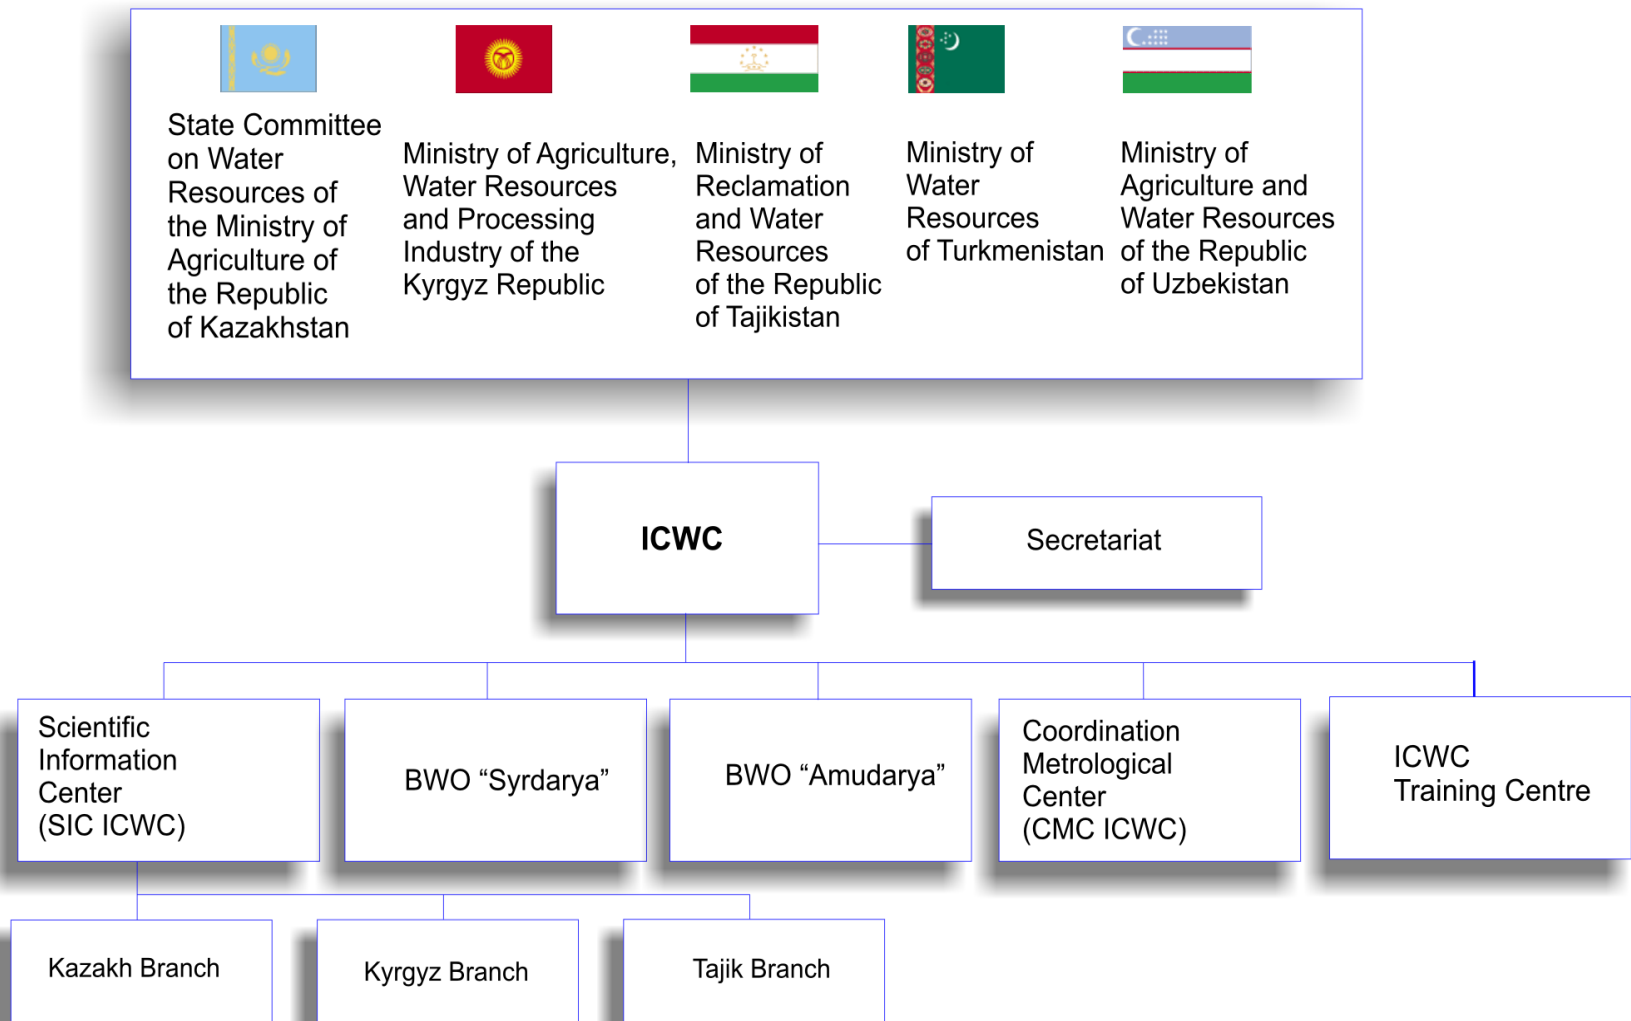 State Committee
on Water
Resources of
the Ministry of
Agriculture of
the Republic
of Kazakhstan
Ministry of Agriculture,
Water Resources
and Processing
Industry of the
Kyrgyz Republic
Ministry of
Reclamation
and Water
Resources
of the Republic
of Tajikistan
Ministry of
Water
Resources
of Turkmenistan
Ministry of
Agriculture and
Water Resources
of the Republic
of Uzbekistan
ICWC
Secretariat
Scientific
Information
Center
(SIC ICWC)
BWO “Syrdarya”
BWO “Amudarya”
Coordination
Metrological
Center
(CMC ICWC)
ICWC
Training Centre
Kazakh Branch
Kyrgyz Branch
Tajik Branch